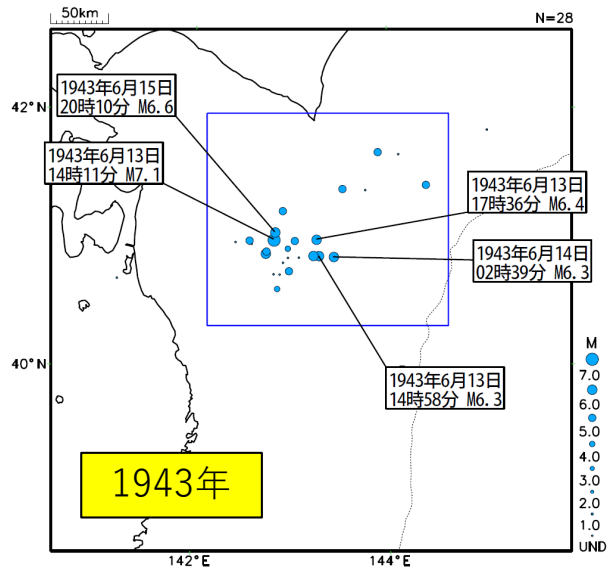 50km
N=28
42°N
1943年6月15日
20時10分 M6.6
1943年6月13日
14時11分 M7.1
1943年6月13日
17時36分 M6.4
1943年6月14日
02時39分 M6.3
40°N
1943年6月13日
14時58分 M6.3
M
7.0
6.0
5.0
4.0
3.0
2.0
1.0
UND
1943年
142°E
144°E